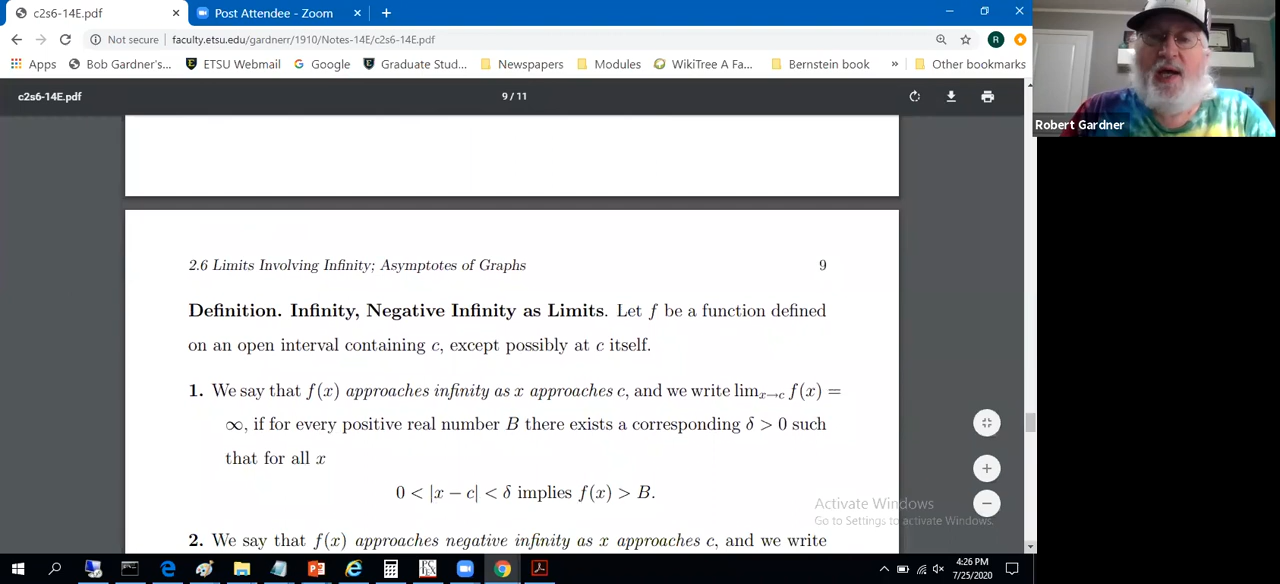 c2s6-14E.pdf
Post Attendee - Zoom
Not secure
faculty.etsu.edu/gardnerr/1910/Notes-14E/c2s6-14E.pdf
R
Apps
Bob Gardner's...
ETSU Webmail
Google
Graduate Stud...
Newspapers
Modules
WikiTree A Fa...
Bernstein book
»
Other bookmarks
c2s6-14E.pdf
9 / 11
Robert Gardner
2.6 Limits Involving Infinity; Asymptotes of Graphs 9
Definition. Infinity, Negative Infinity as Limits. Let f be a function defined
on an open interval containing c, except possibly at c itself.
1. We say that f(x) approaches infinity as x approaches c, and we write lim_{x→c} f(x) =
∞, if for every positive real number B there exists a corresponding δ > 0 such
that for all x
0 < |x − c| < δ implies f(x) > B.
2. We say that f(x) approaches negative infinity as x approaches c, and we write
Activate Windows
Go to Settings to activate Windows.
4:26 PM
7/25/2020